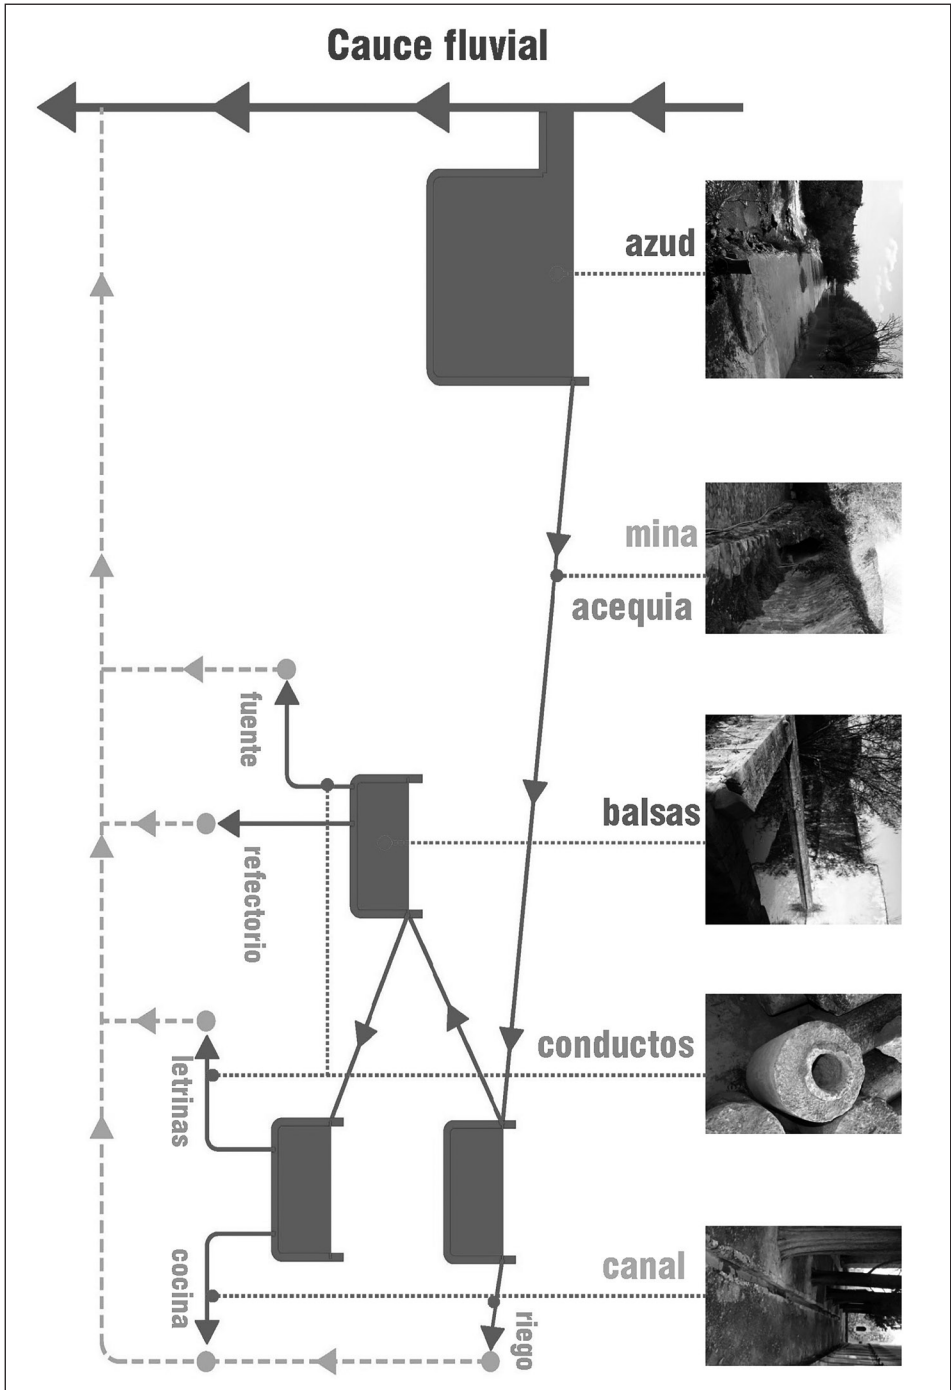 Cauce fluvial
azud
mina
acequia
fuente
balsas
refectorio
conductos
letrinas
canal
cocina
riego